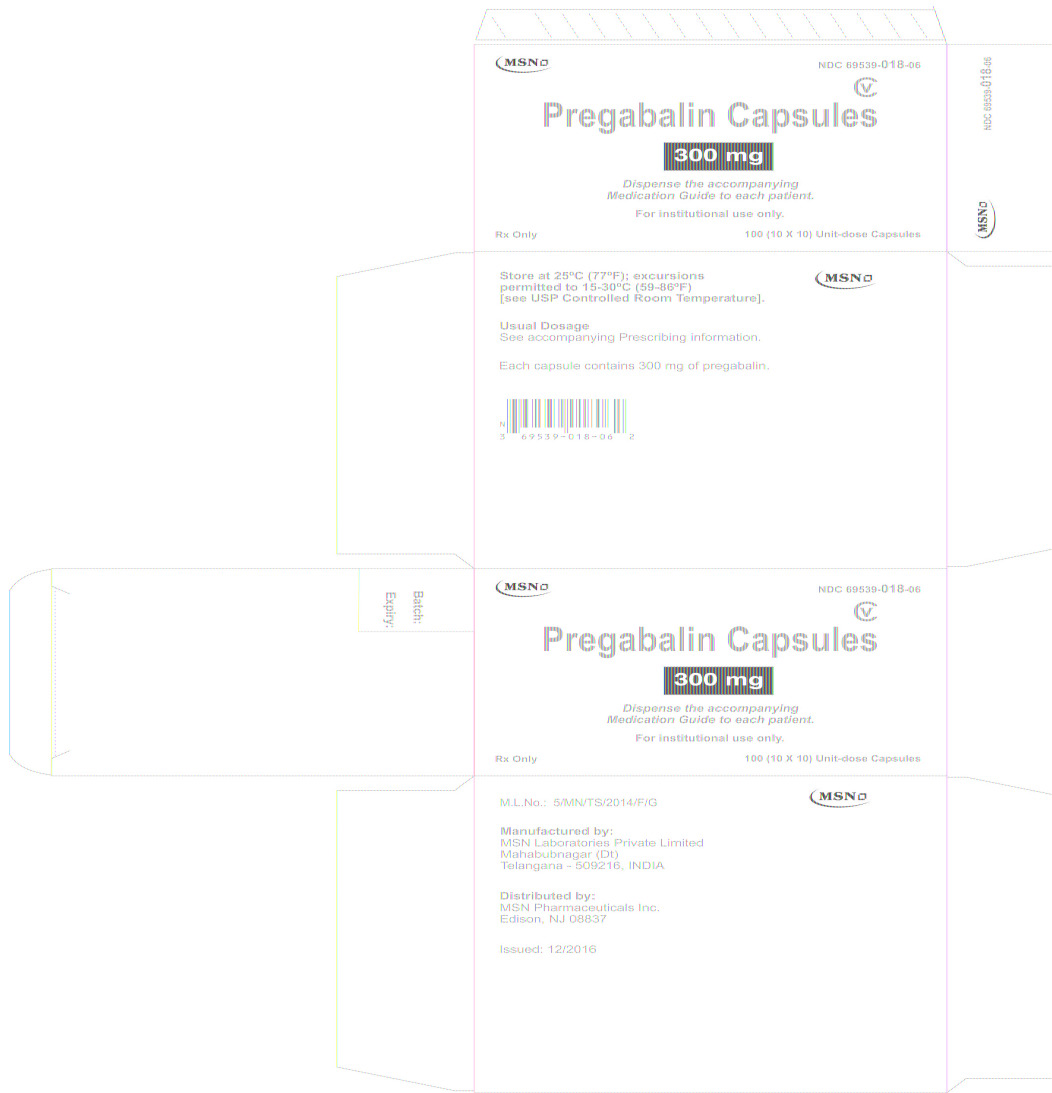 MSN
NDC 69539-018-06
CV
Pregabalin Capsules
300 mg
Dispense the accompanying
Medication Guide to each patient.
For institutional use only.
Rx Only
100 (10 X 10) Unit-dose Capsules
NDC 69539-018-06
MSN
Store at 25ºC (77ºF); excursions
permitted to 15-30ºC (59-86ºF)
[see USP Controlled Room Temperature].
MSN
Usual Dosage
See accompanying Prescribing information.
Each capsule contains 300 mg of pregabalin.
N
3 69539-018-06 2
Batch:
Expiry:
MSN
NDC 69539-018-06
CV
Pregabalin Capsules
300 mg
Dispense the accompanying
Medication Guide to each patient.
For institutional use only.
Rx Only
100 (10 X 10) Unit-dose Capsules
M.L.No.: 5/MN/TS/2014/F/G
MSN
Manufactured by:
MSN Laboratories Private Limited
Mahabubnagar (Dt)
Telangana - 509216, INDIA
Distributed by:
MSN Pharmaceuticals Inc.
Edison, NJ 08837
Issued: 12/2016